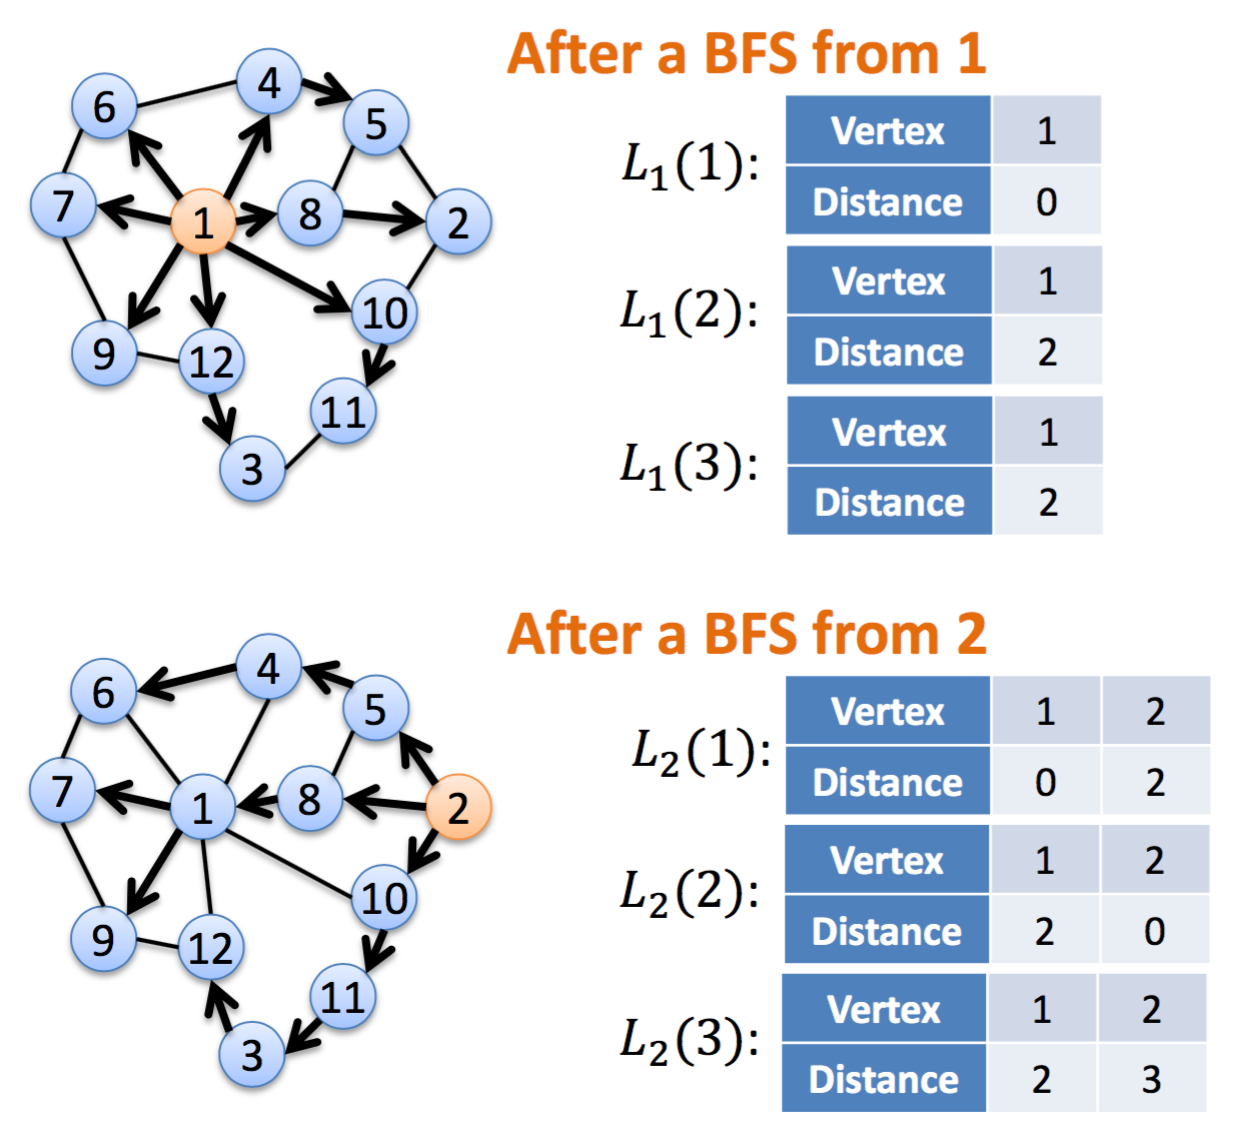 After a BFS from 1
4
6
5
7
1
8
2
10
9
12
11
3
L₁(1):
Vertex 1
Distance 0
L₁(2):
Vertex 1
Distance 2
L₁(3):
Vertex 1
Distance 2
After a BFS from 2
4
6
5
7
1
8
2
10
9
12
11
3
L₂(1):
Vertex 1 2
Distance 0 2
L₂(2):
Vertex 1 2
Distance 2 0
L₂(3):
Vertex 1 2
Distance 2 3